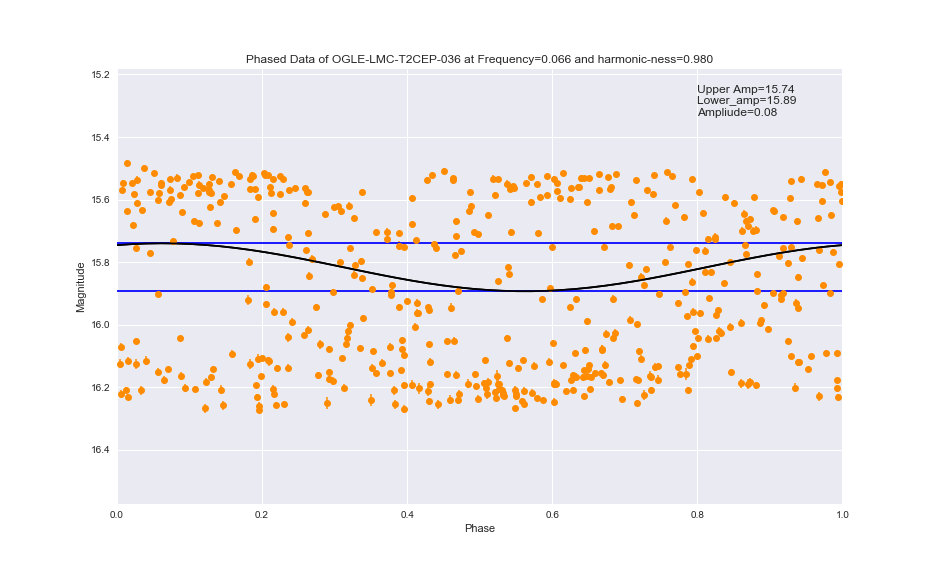 Phased Data of OGLE-LMC-T2CEP-036 at Frequency=0.066 and harmonic-ness=0.980
Upper Amp=15.74
Lower_amp=15.89
Ampliude=0.08
15.2
15.4
15.6
15.8
16.0
16.2
16.4
Magnitude
0.0 0.2 0.4 0.6 0.8 1.0
Phase